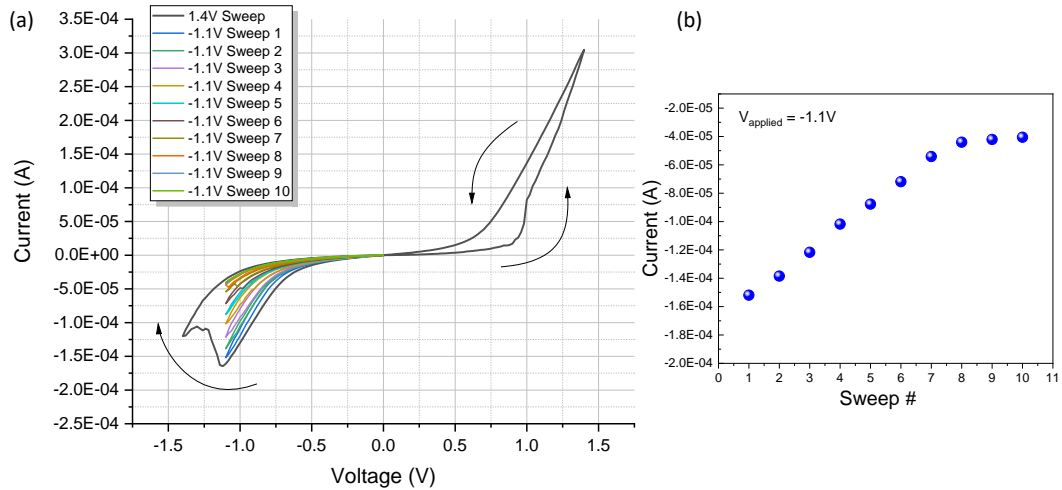 (a)
3.5E-04
3.0E-04
2.5E-04
2.0E-04
1.5E-04
1.0E-04
5.0E-05
0.0E+00
-5.0E-05
-1.0E-04
-1.5E-04
-2.0E-04
-2.5E-04
Current (A)
1.4V Sweep
-1.1V Sweep 1
-1.1V Sweep 2
-1.1V Sweep 3
-1.1V Sweep 4
-1.1V Sweep 5
-1.1V Sweep 6
-1.1V Sweep 7
-1.1V Sweep 8
-1.1V Sweep 9
-1.1V Sweep 10
-1.5 -1.0 -0.5 0.0 0.5 1.0 1.5
Voltage (V)
(b)
-2.0E-05
-4.0E-05
-6.0E-05
-8.0E-05
-1.0E-04
-1.2E-04
-1.4E-04
-1.6E-04
-1.8E-04
-2.0E-04
Current (A)
Vapplied = -1.1V
0 1 2 3 4 5 6 7 8 9 10 11
Sweep #